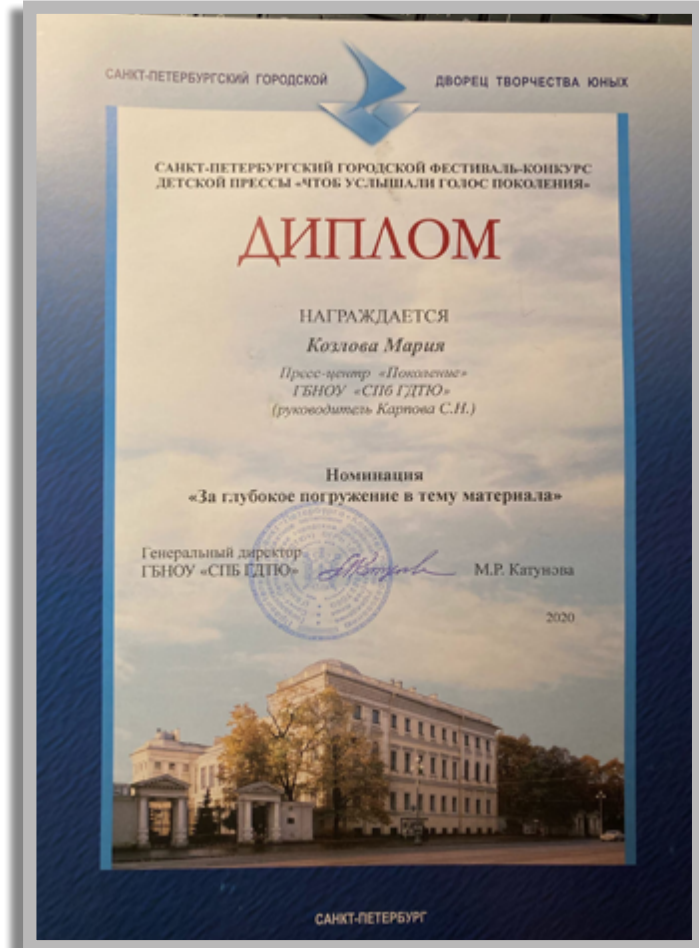 САНКТ-ПЕТЕРБУРГСКИЙ ГОРОДСКОЙ ДВОРЕЦ ТВОРЧЕСТВА ЮНЫХ
САНКТ-ПЕТЕРБУРГСКИЙ ГОРОДСКОЙ ФЕСТИВАЛЬ-КОНКУРС
ДЕТСКОЙ ПРЕССЫ «ЧТОБ УСЛЫШАЛИ ГОЛОС ПОКОЛЕНИЯ»
ДИПЛОМ
НАГРАЖДАЕТСЯ
Козлова Мария
Пресс-центр «Поколение»
ГБНОУ «СПб ГДТЮ»
(руководитель Карпова С.Н.)
Номинация
«За глубокое погружение в тему материала»
Генеральный директор
ГБНОУ «СПБ ГДТЮ» М.Р. Катунова
2020
САНКТ-ПЕТЕРБУРГ